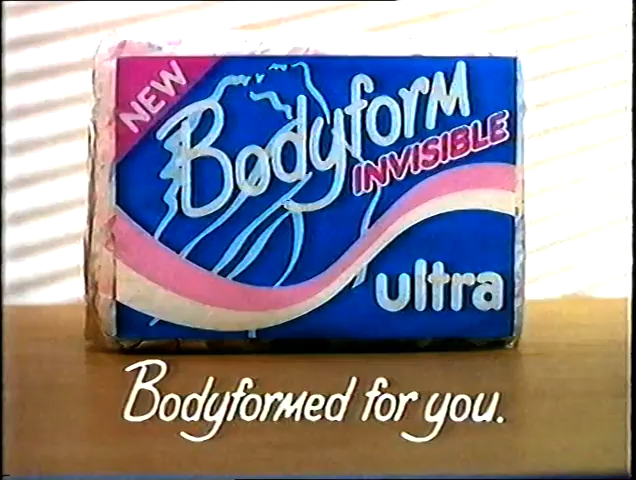 NEW
Bodyform
INVISIBLE
ultra
Bodyformed for you.